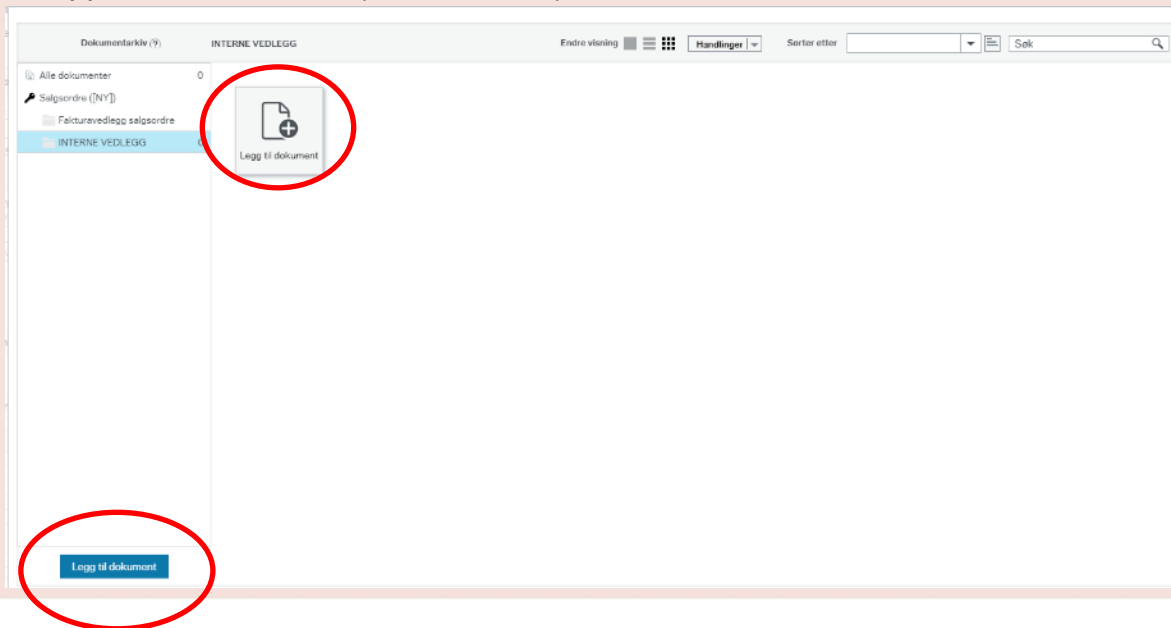 Dokumentarkiv (?) INTERNE VEDLEGG Endre visning Handlinger Sorter etter Søk
Alle dokumenter 0
Salgsordre ([NY])
Fakturavedlegg salgsordre
INTERNE VEDLEGG
Legg til dokument
Legg til dokument